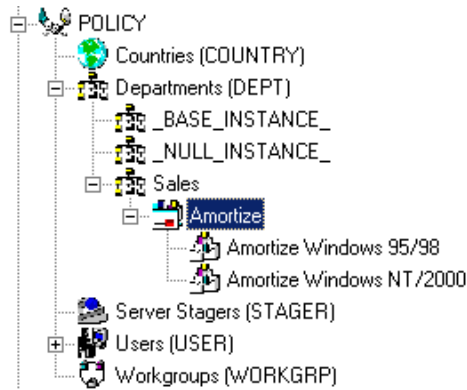 POLICY
Countries (COUNTRY)
Departments (DEPT)
_BASE_INSTANCE_
_NULL_INSTANCE_
Sales
Amortize
Amortize Windows 95/98
Amortize Windows NT/2000
Server Stagers (STAGER)
Users (USER)
Workgroups (WORKGRP)